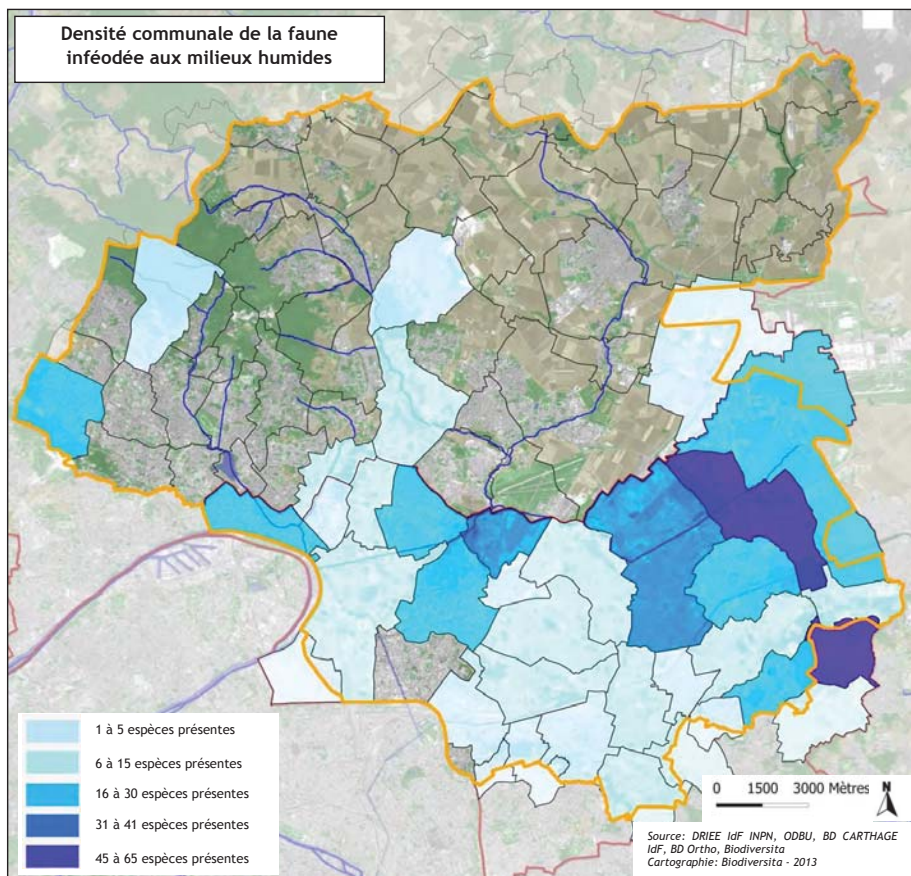 Densité communale de la faune
inféodée aux milieux humides
1 à 5 espèces présentes
6 à 15 espèces présentes
16 à 30 espèces présentes
31 à 41 espèces présentes
45 à 65 espèces présentes
0 1500 3000 Mètres
N
Source: DRIEE IdF INPN, ODBU, BD CARTHAGE
IdF, BD Ortho, Biodiversita
Cartographie: Biodiversita - 2013